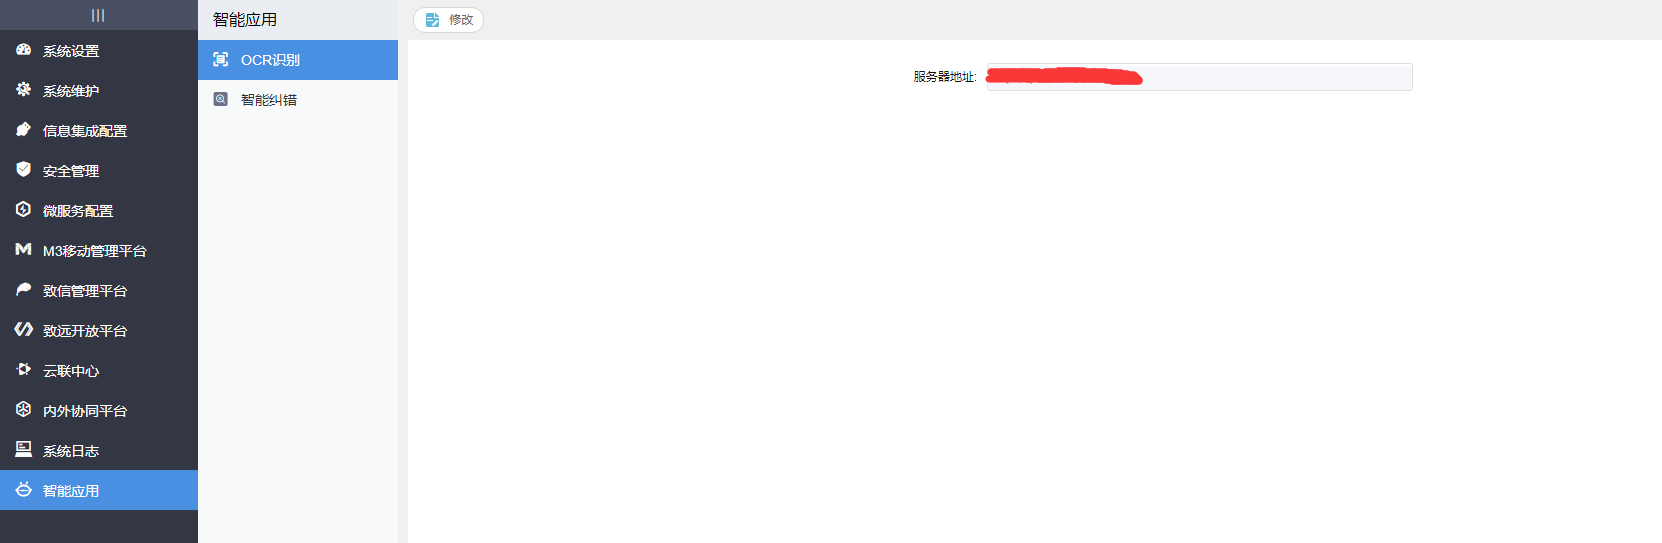 系统设置
系统维护
信息集成配置
安全管理
微服务配置
M3移动管理平台
致信管理平台
致远开放平台
云联中心
内外协同平台
系统日志
智能应用
智能应用
OCR识别
智能纠错
修改
服务器地址: